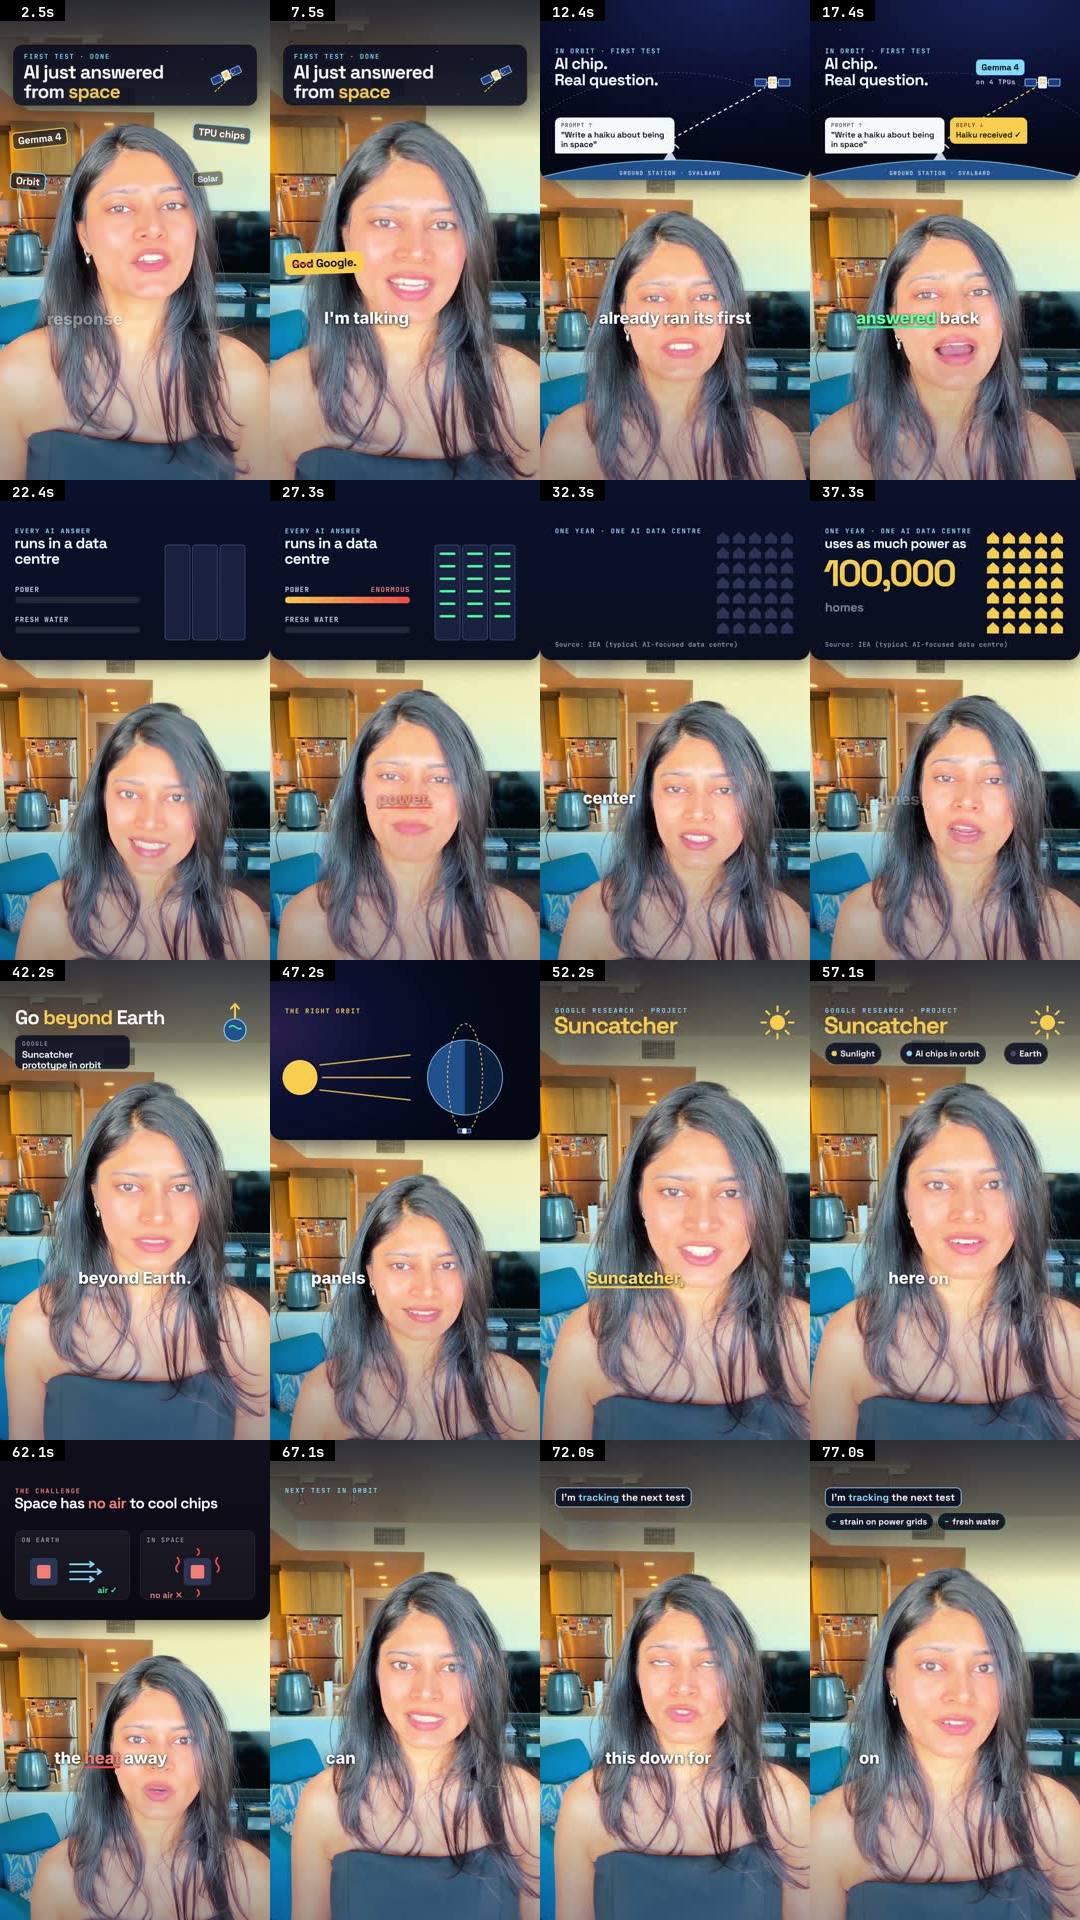 2.5s
FIRST TEST · DONE
AI just answered
from space
Gemma 4
TPU chips
Orbit
Solar
response
7.5s
FIRST TEST · DONE
AI just answered
from space
God Google.
I'm talking
12.4s
IN ORBIT · FIRST TEST
AI chip.
Real question.
PROMPT ↑
"Write a haiku about being
in space"
GROUND STATION · SVALBARD
already ran its first
17.4s
IN ORBIT · FIRST TEST
AI chip.
Real question.
Gemma 4
on 4 TPUs
PROMPT ↑
"Write a haiku about being
in space"
REPLY ↓
Haiku received ✓
GROUND STATION · SVALBARD
answered back
22.4s
EVERY AI ANSWER
runs in a data
centre
POWER
FRESH WATER
27.3s
EVERY AI ANSWER
runs in a data
centre
POWER ENORMOUS
FRESH WATER
power.
32.3s
ONE YEAR · ONE AI DATA CENTRE
Source: IEA (typical AI-focused data centre)
center
37.3s
ONE YEAR · ONE AI DATA CENTRE
uses as much power as
100,000
homes
Source: IEA (typical AI-focused data centre)
homes.
42.2s
Go beyond Earth
GOOGLE
Suncatcher
prototype in orbit
beyond Earth.
47.2s
THE RIGHT ORBIT
panels
52.2s
GOOGLE RESEARCH · PROJECT
Suncatcher
Suncatcher,
57.1s
GOOGLE RESEARCH · PROJECT
Suncatcher
Sunlight
AI chips in orbit
Earth
here on
62.1s
THE CHALLENGE
Space has no air to cool chips
ON EARTH
air ✓
IN SPACE
no air ✕
the heat away
67.1s
NEXT TEST IN ORBIT
can
72.0s
I'm tracking the next test
this down for
77.0s
I'm tracking the next test
− strain on power grids
− fresh water
on